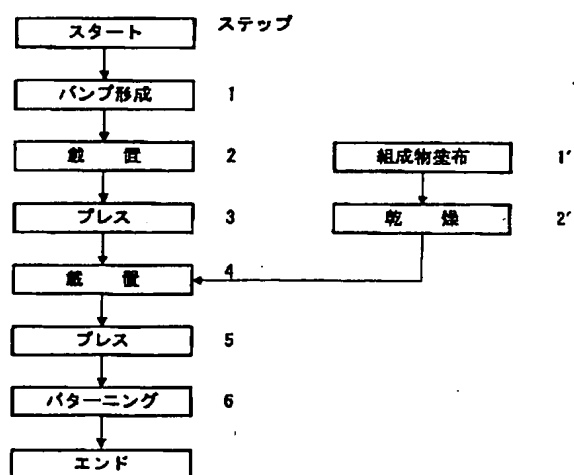 スタート ステップ
バンプ形成 1
載 置 2 組成物塗布 1′
プレス 3 乾 燥 2′
載 置 4
プレス 5
パターニング 6
エンド